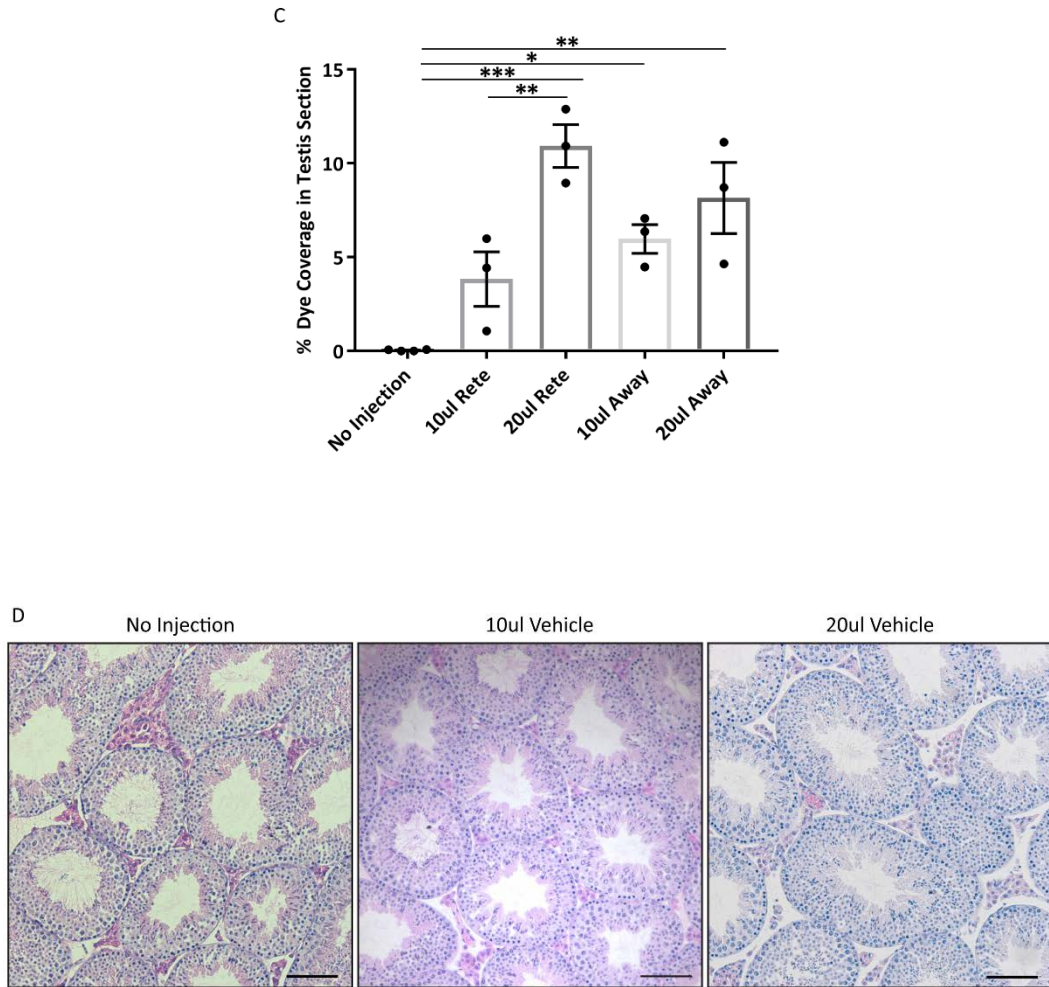 C
**
*
***
**
15
10
5
0
% Dye Coverage in Testis Section
No Injection
10ul Rete
20ul Rete
10ul Away
20ul Away
D
No Injection
10ul Vehicle
20ul Vehicle